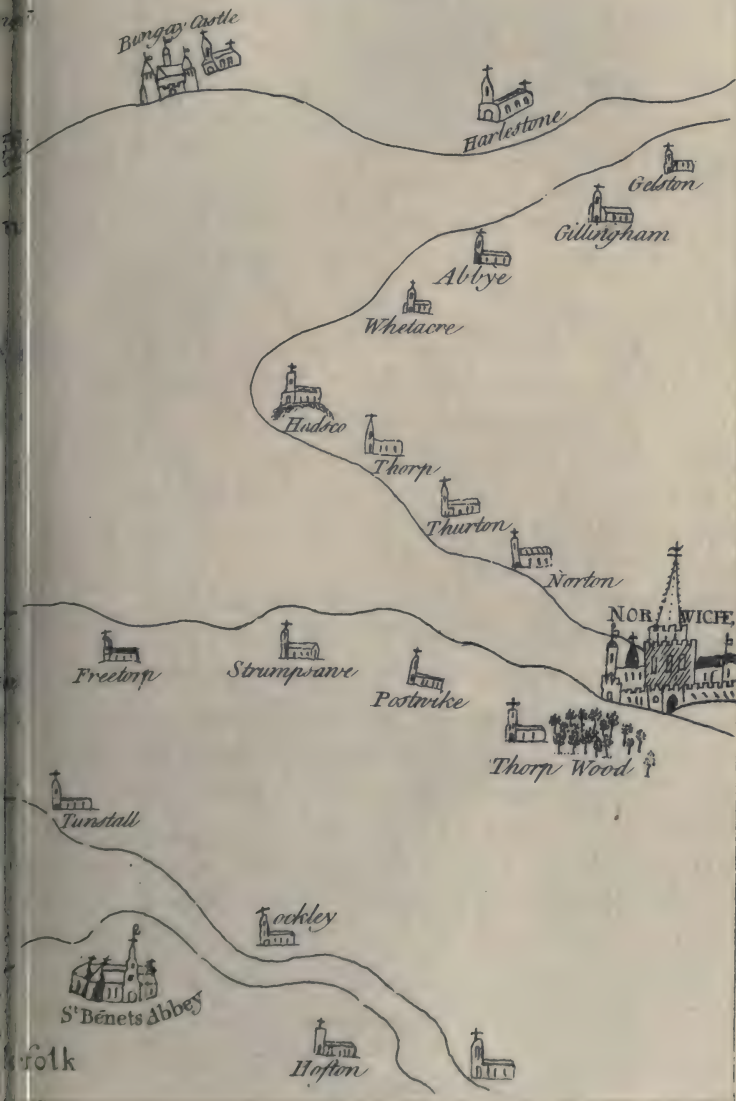 Bungay Castle
Harlestone
Gelston
Gillingham
Abbye
Whetacre
Hadsco
Thorp
Thurton
Norton
NOR WICHE
Freetorp
Strumpsawe
Postwike
Thorp Wood
Tunstall
ockley
St Benets Abbey
Hofton
folk